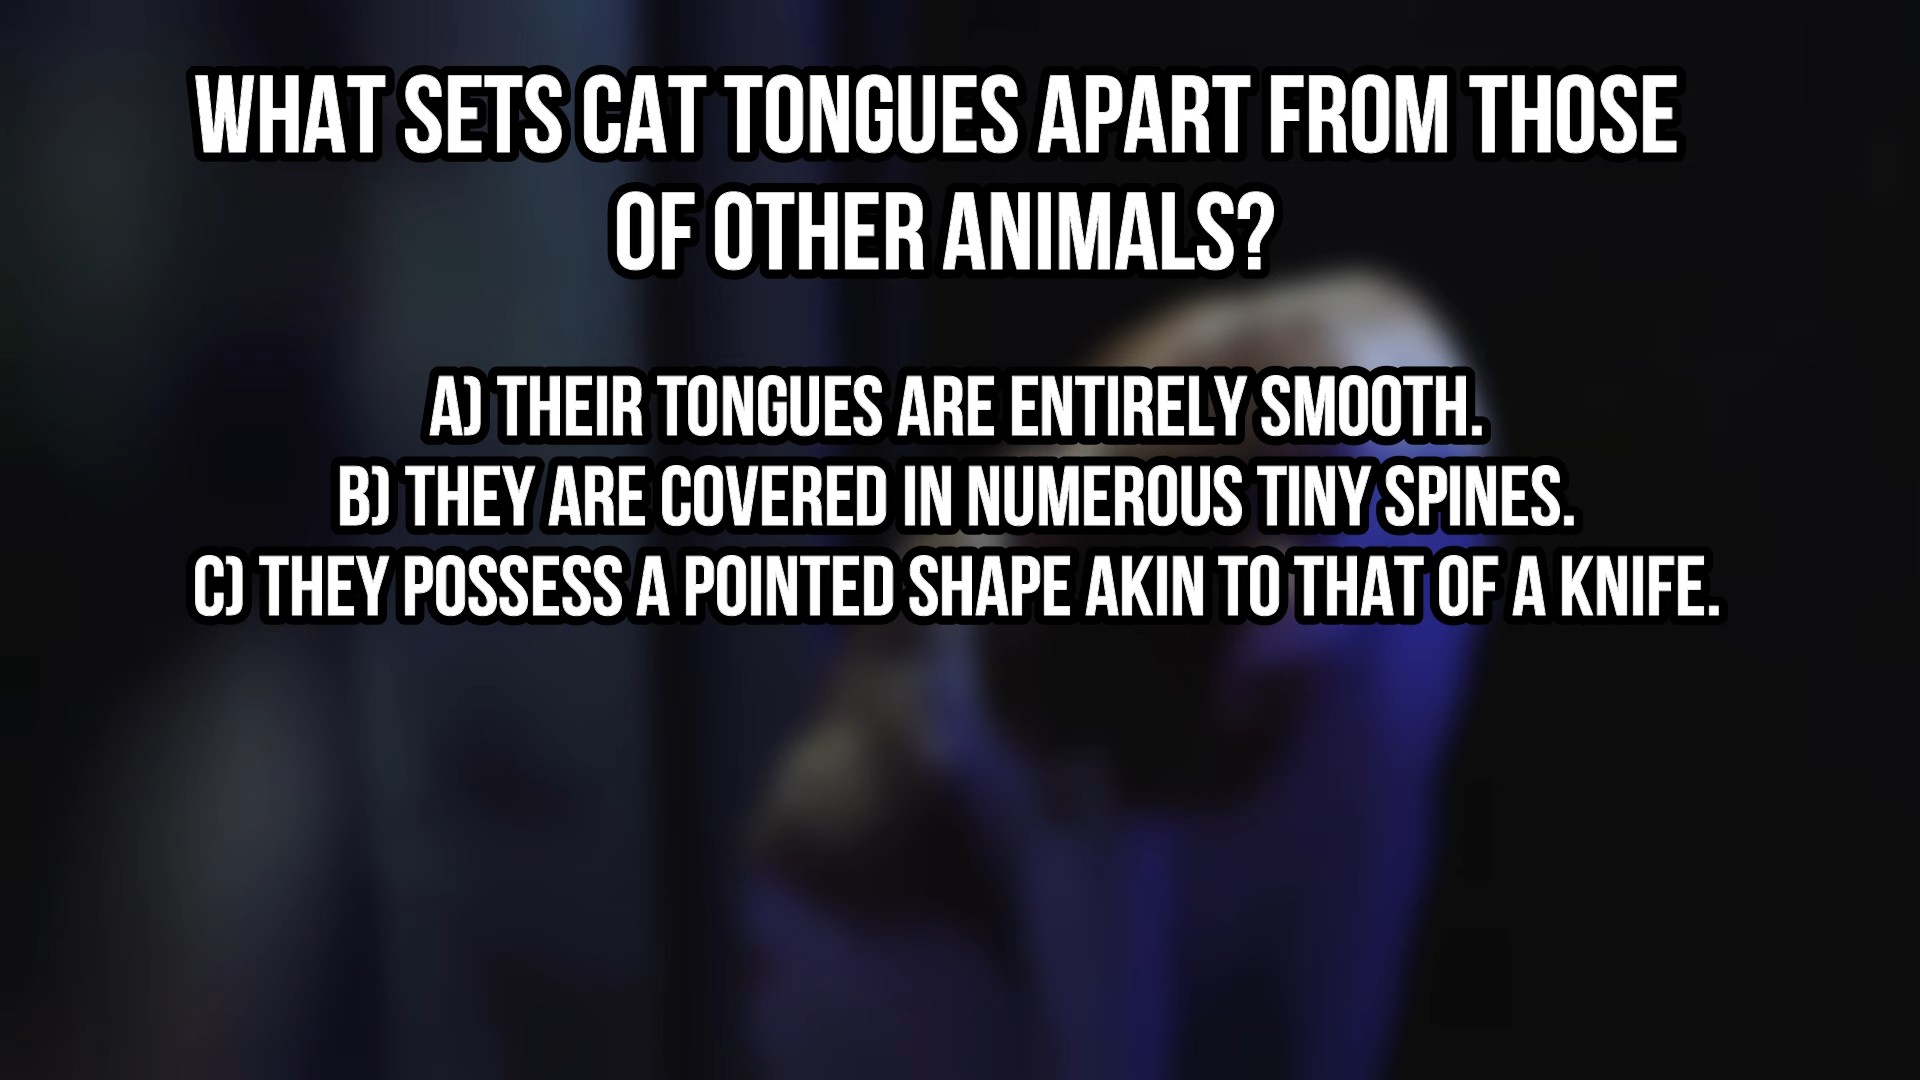 WHAT SETS CAT TONGUES APART FROM THOSE
OF OTHER ANIMALS?
A) THEIR TONGUES ARE ENTIRELY SMOOTH.
B) THEY ARE COVERED IN NUMEROUS TINY SPINES.
C) THEY POSSESS A POINTED SHAPE AKIN TO THAT OF A KNIFE.